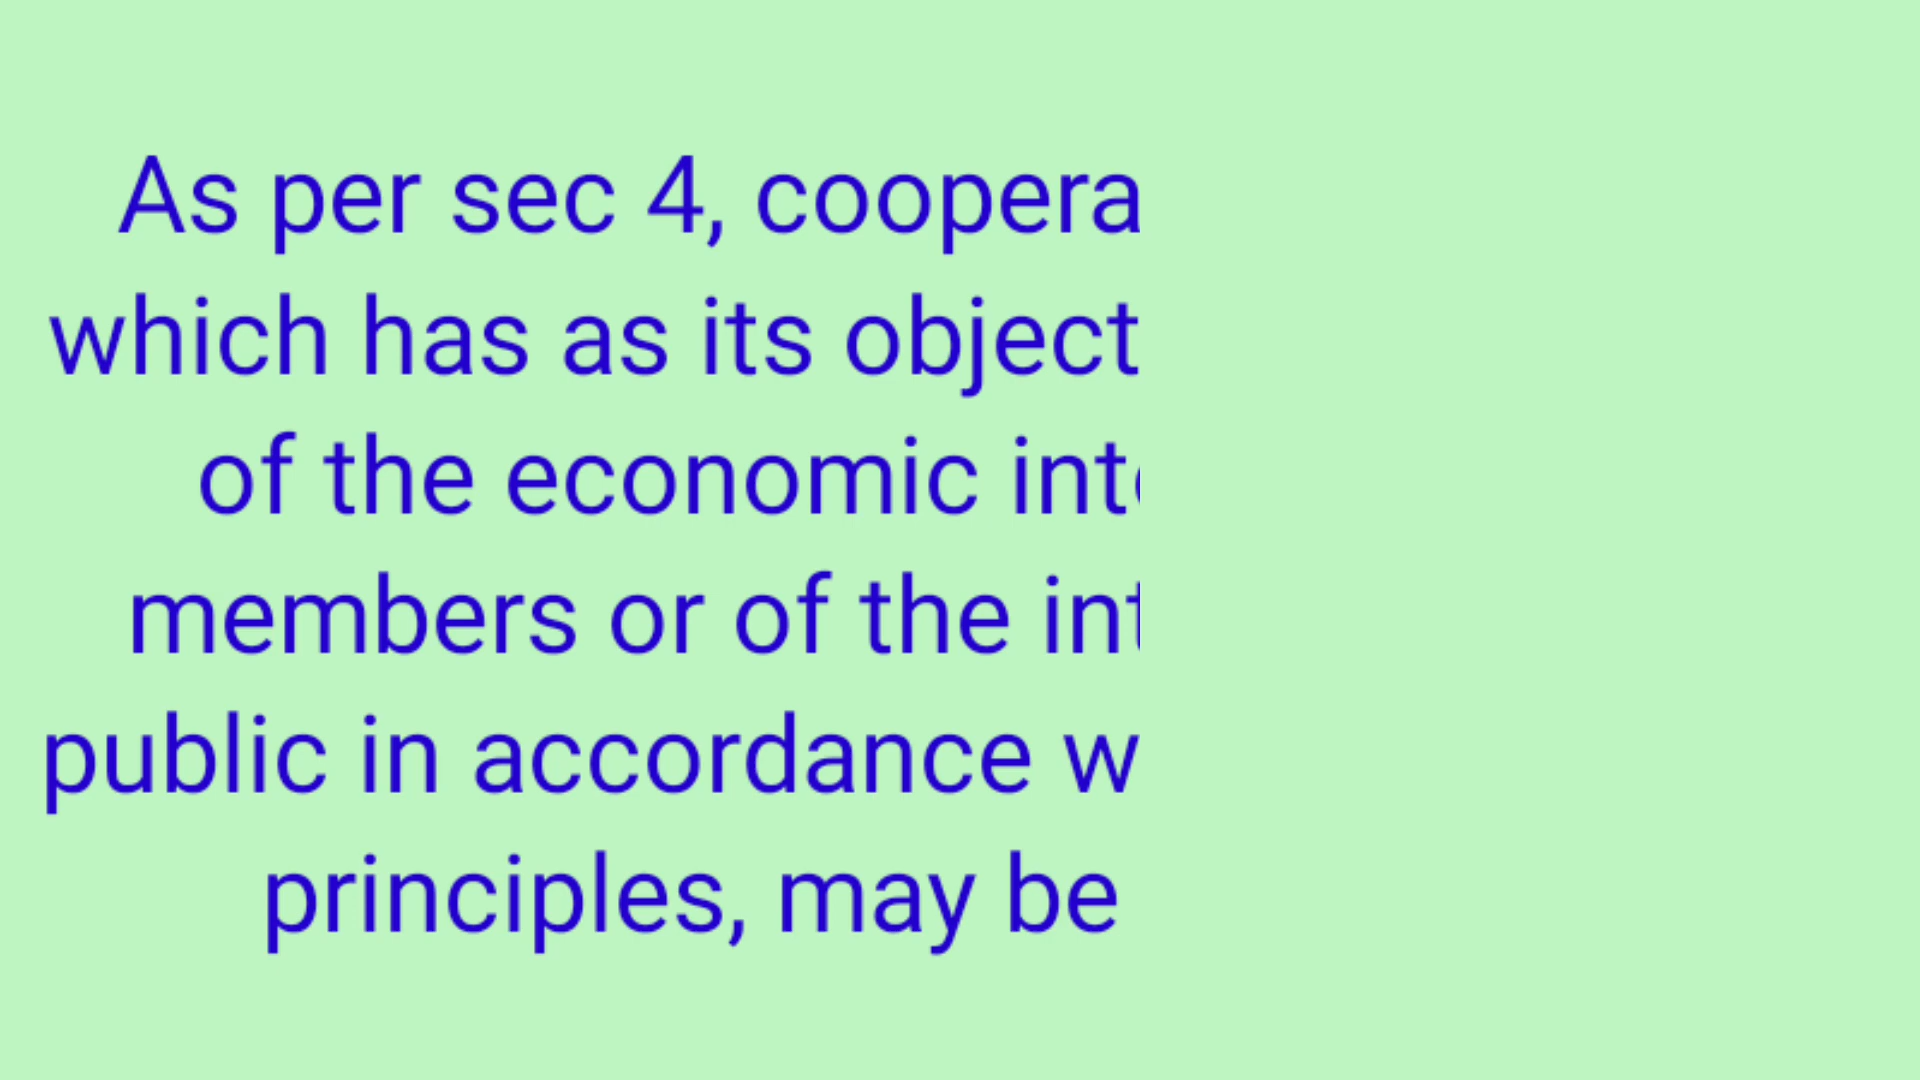 As per sec 4, coopera
which has as its object
of the economic inte
members or of the int
public in accordance w
principles, may be